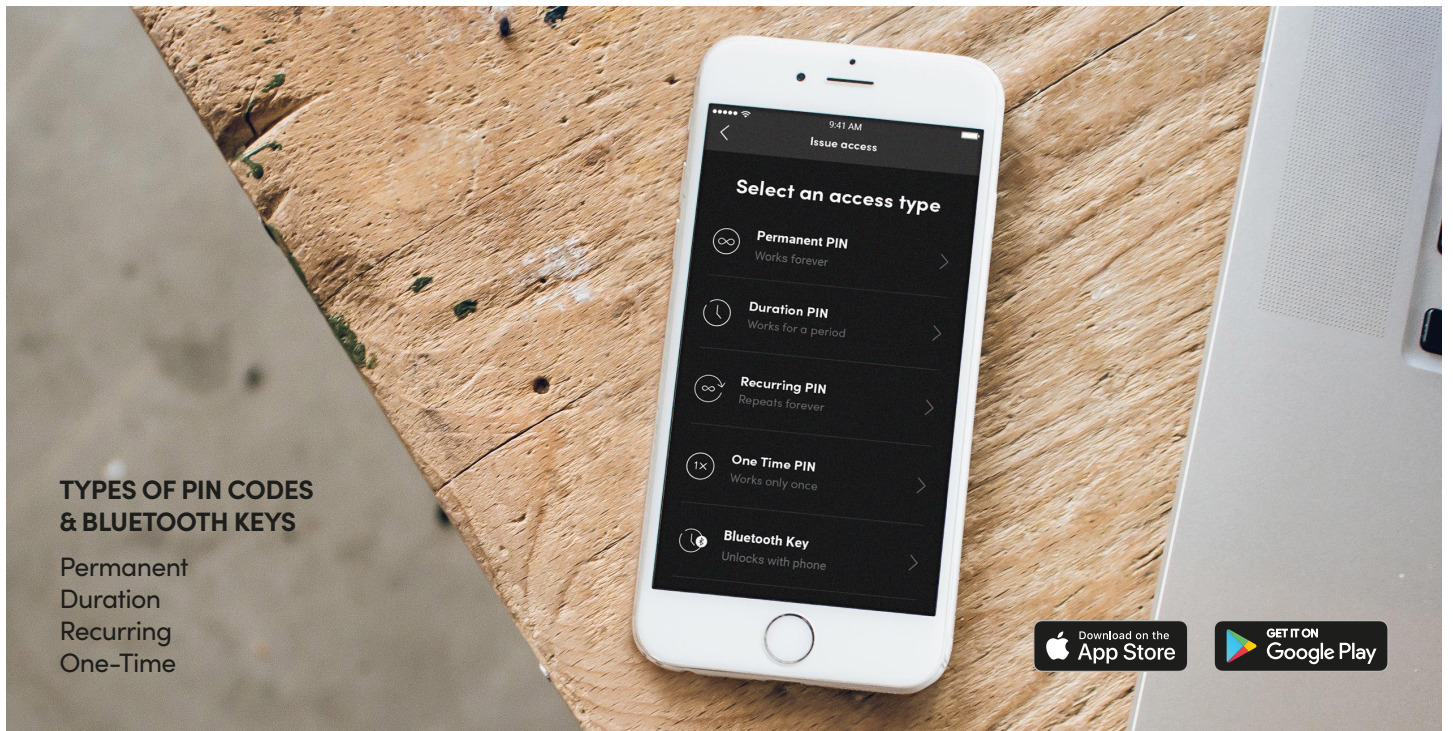 9:41 AM
Issue access
Select an access type
Permanent PIN
Works forever
Duration PIN
Works for a period
Recurring PIN
Repeats forever
1X
One Time PIN
Works only once
Bluetooth Key
Unlocks with phone
TYPES OF PIN CODES
& BLUETOOTH KEYS
Permanent
Duration
Recurring
One-Time
Download on the
App Store
GET IT ON
Google Play